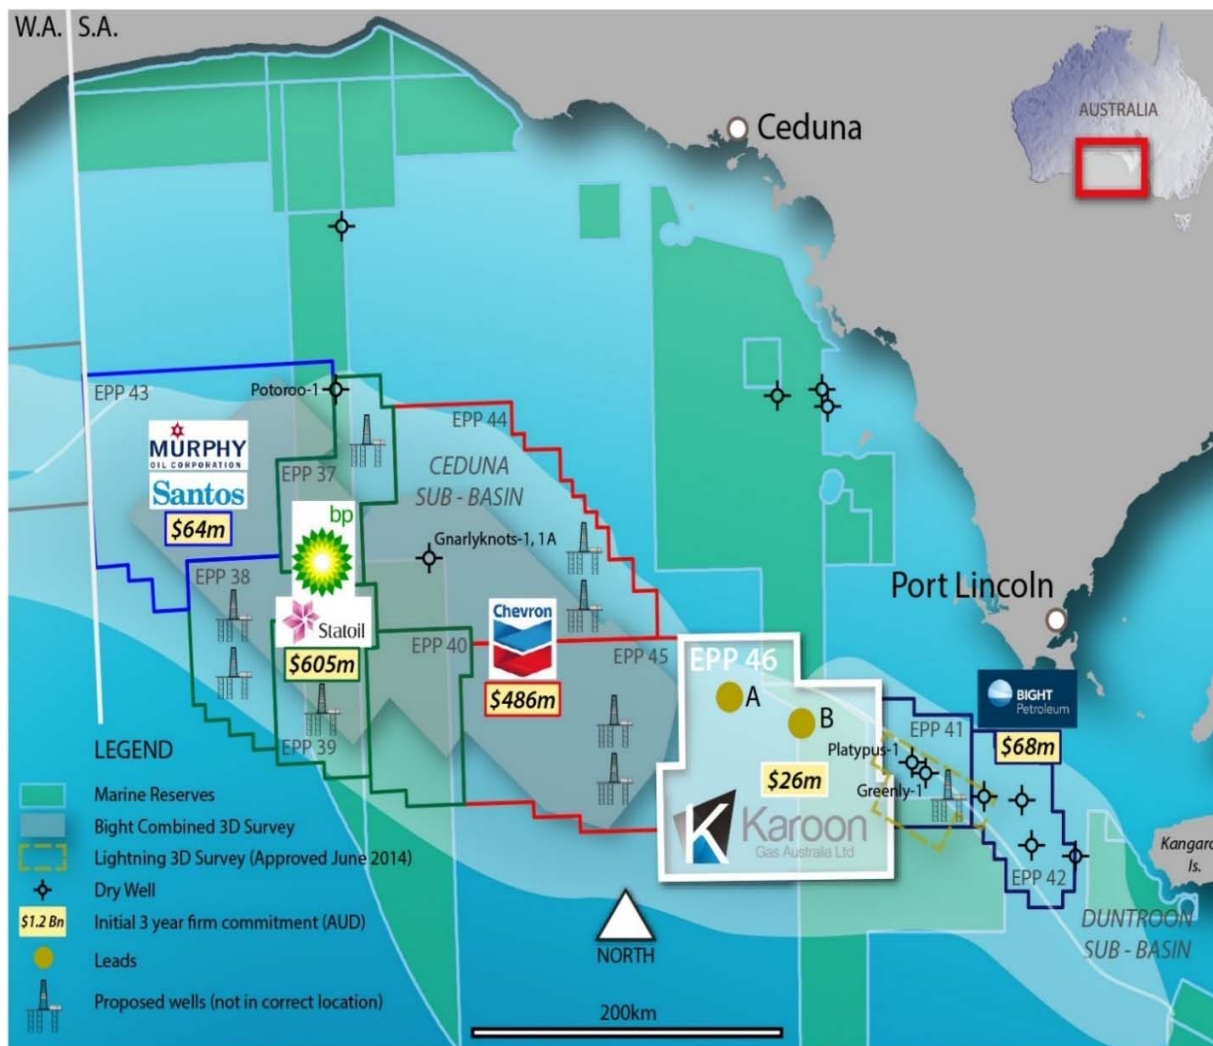 W.A. S.A.
Ceduna
AUSTRALIA
EPP 43
Potoroo-1
EPP 44
MURPHY
OIL CORPORATION
Santos
$64m
EPP 37
CEDUNA
SUB - BASIN
bp
Gnarlyknots-1, 1A
EPP 38
Statoil
$605m
EPP 40
Chevron
$486m
EPP 45
EPP 46
Port Lincoln
A
B
BIGHT
Petroleum
EPP 41
$68m
Platypus-1
$26m
Greenly-1
EPP 39
Karoon
Gas Australia Ltd
EPP 42
Kangaro
Is.
DUNTROON
SUB - BASIN
LEGEND
Marine Reserves
Bight Combined 3D Survey
Lightning 3D Survey (Approved June 2014)
Dry Well
$1.2 Bn Initial 3 year firm commitment (AUD)
Leads
Proposed wells (not in correct location)
NORTH
200km